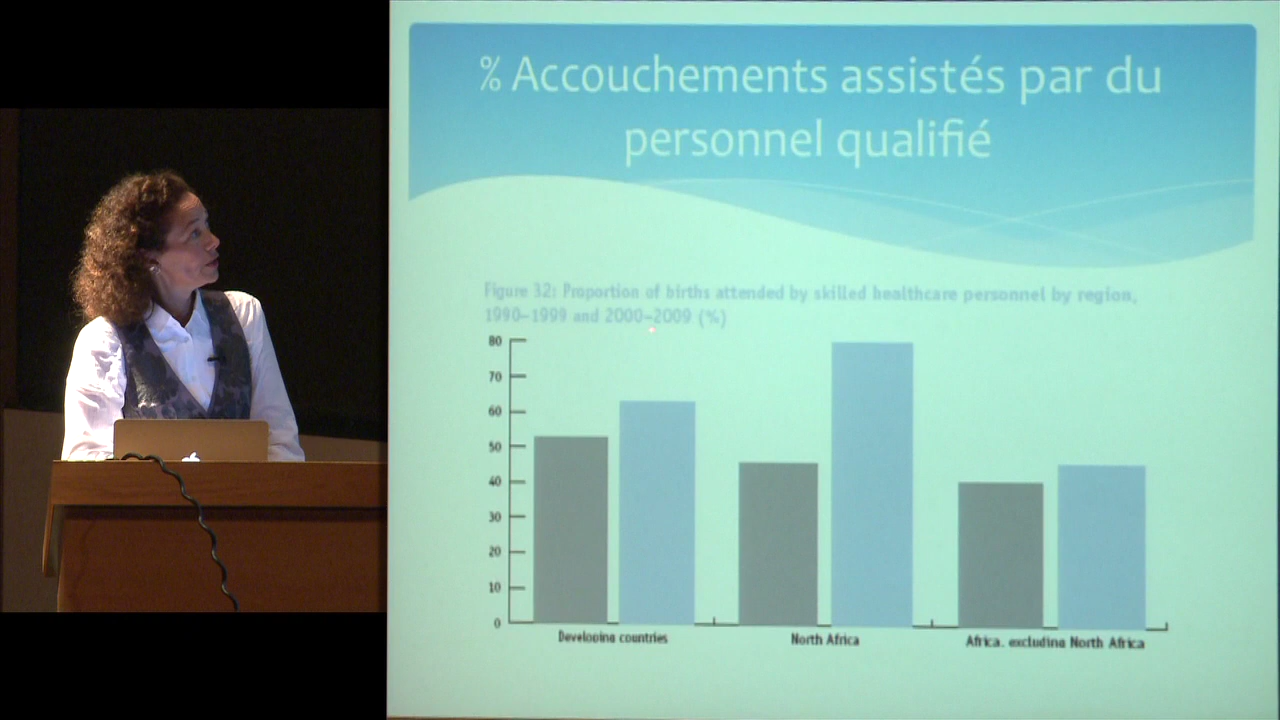 % Accouchements assistés par du
personnel qualifié
Figure 32: Proportion of births attended by skilled healthcare personnel by region,
1990–1999 and 2000–2009 (%)
80
70
60
50
40
30
20
10
0
Developing countries
North Africa
Africa. excluding North Africa